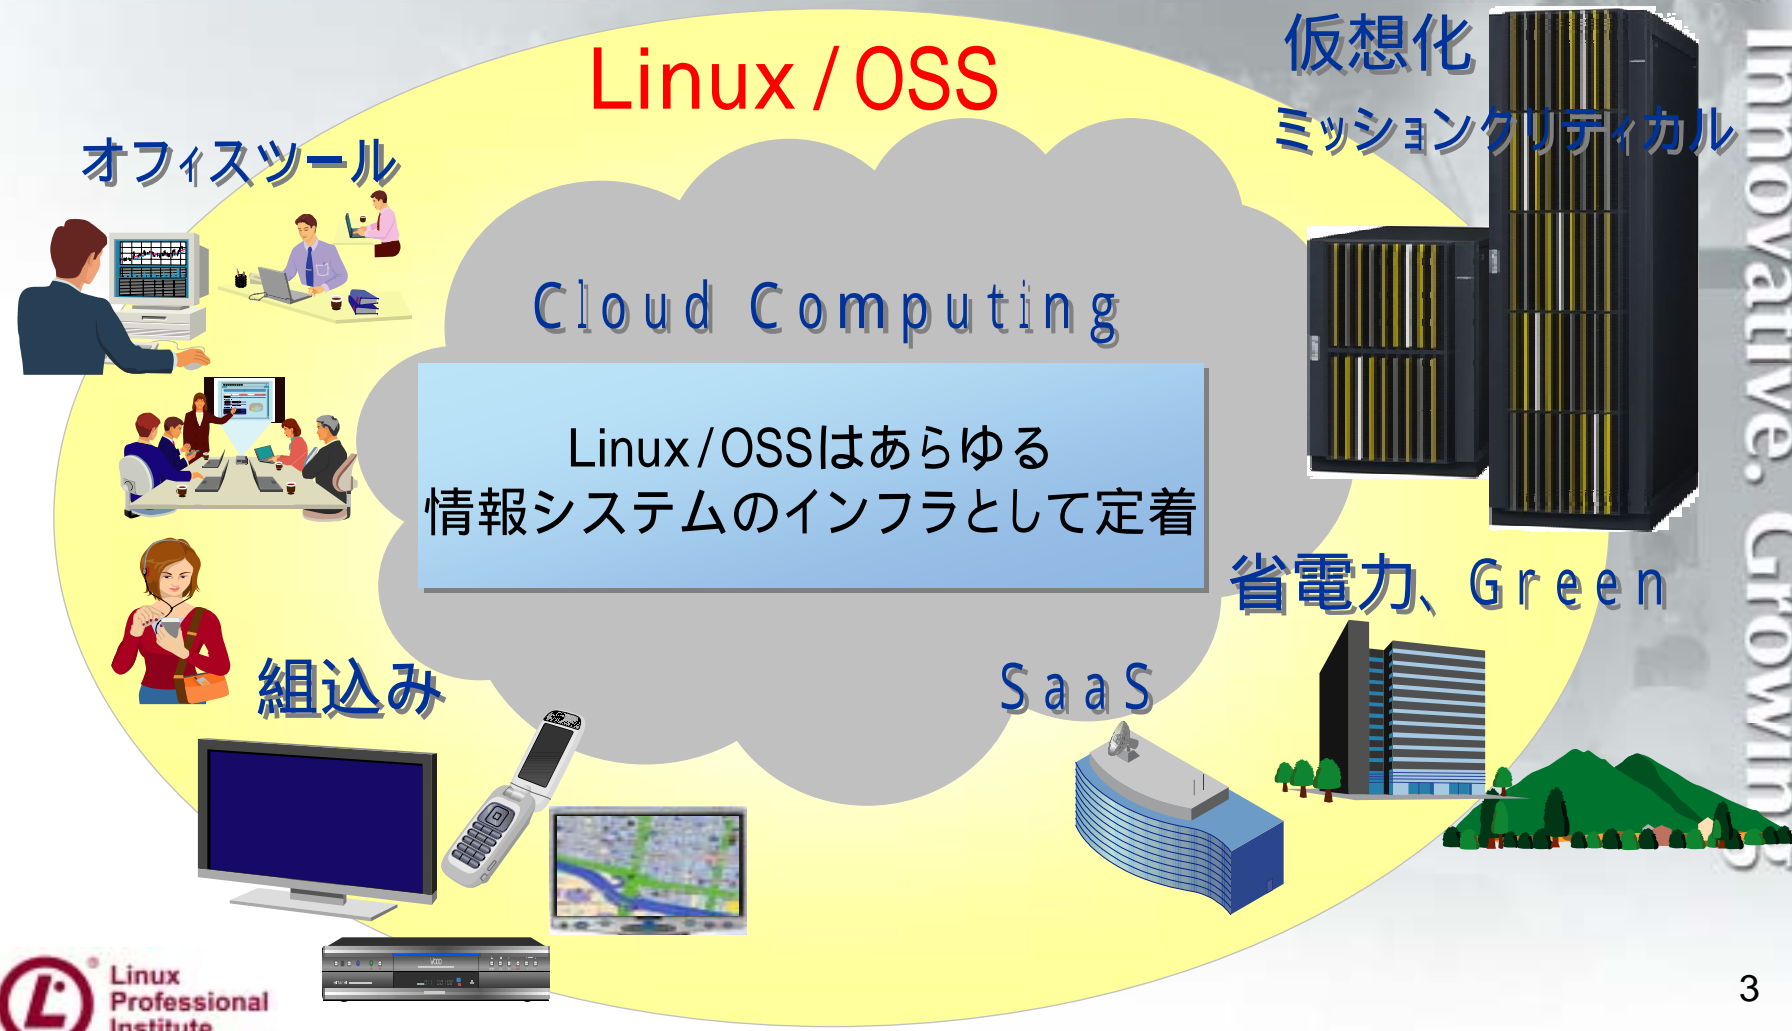 Linux/OSS
仮想化
ミッションクリティカル
オフィスツール
Cloud Computing
Linux/OSSはあらゆる
情報システムのインフラとして定着
省電力、Green
組込み
SaaS
Innovative. Growing
Linux
Professional
Institute
3